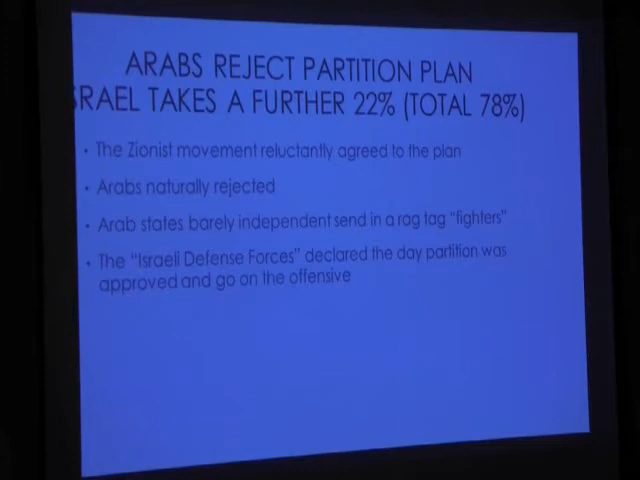 ARABS REJECT PARTITION PLAN
SRAEL TAKES A FURTHER 22% (TOTAL 78%)
• The Zionist movement reluctantly agreed to the plan
• Arabs naturally rejected
• Arab states barely independent send in a rag tag "fighters"
• The "Israeli Defense Forces" declared the day partition was
approved and go on the offensive